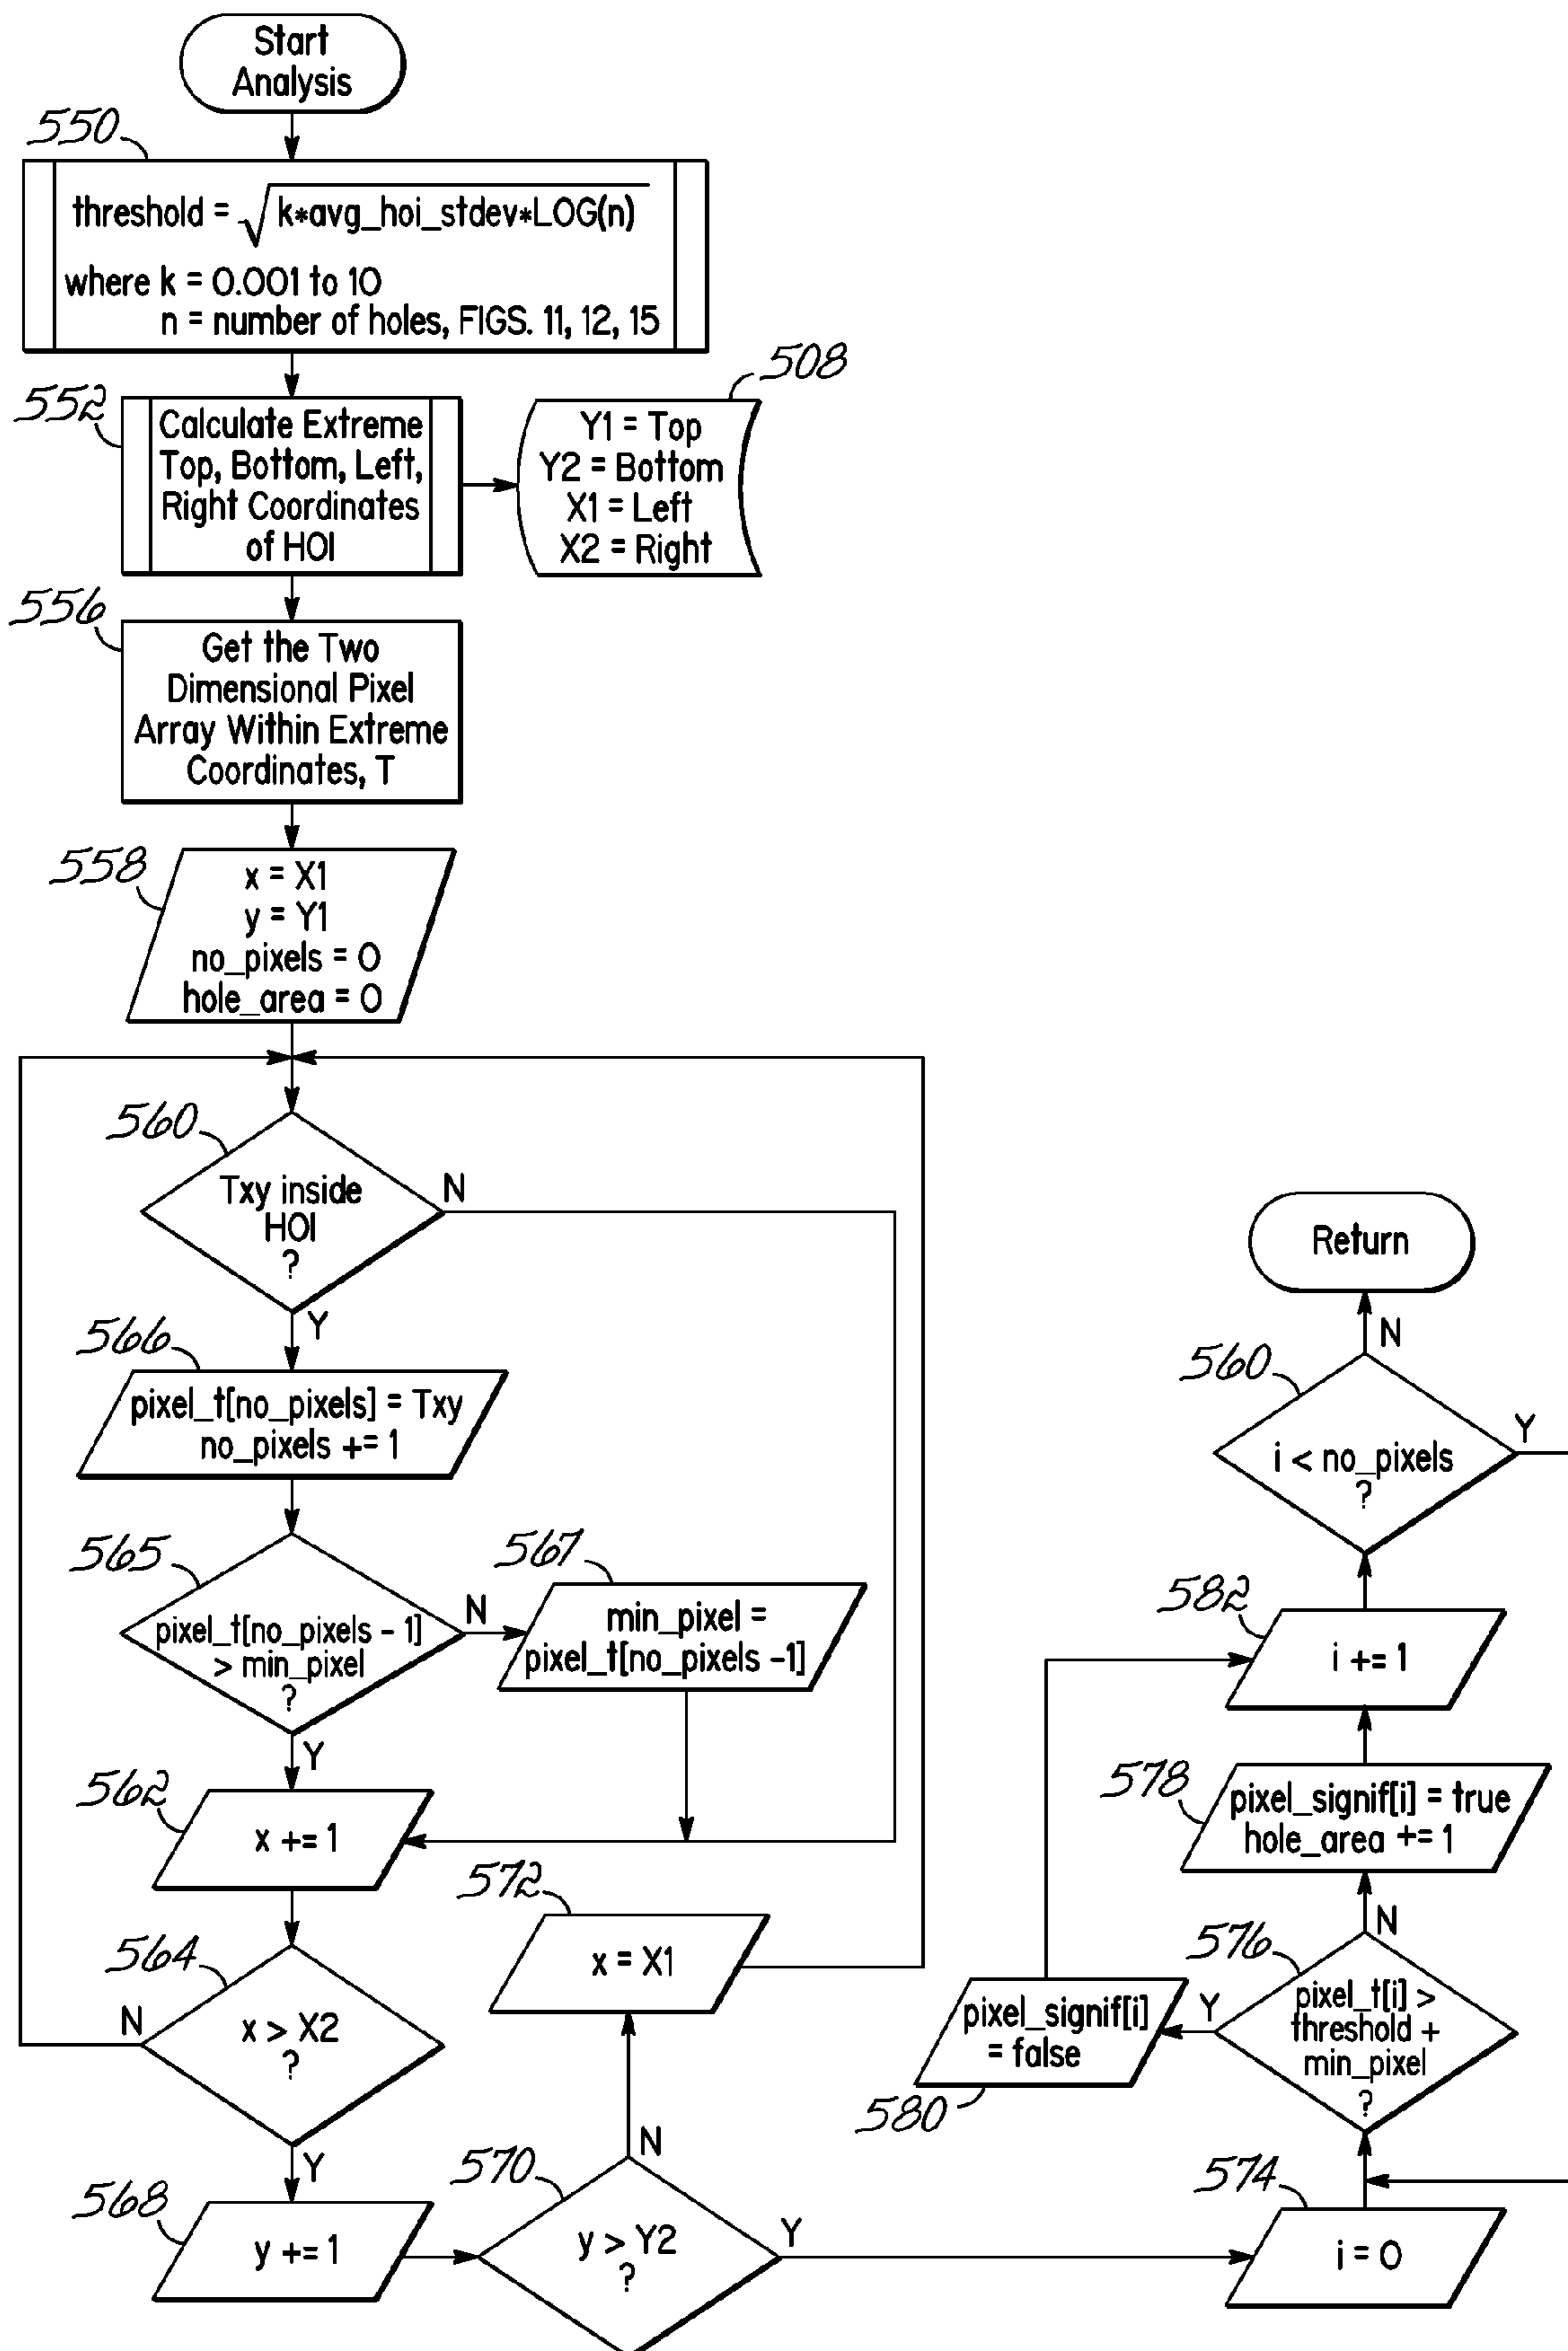 Start
Analysis
550
threshold = √k*avg_hoi_stdev*LOG(n)
where k = 0.001 to 10
n = number of holes, FIGS. 11, 12, 15
552
Calculate Extreme
Top, Bottom, Left,
Right Coordinates
of HOI
508
Y1 = Top
Y2 = Bottom
X1 = Left
X2 = Right
556
Get the Two
Dimensional Pixel
Array Within Extreme
Coordinates, T
558
x = X1
y = Y1
no_pixels = 0
hole_area = 0
560
Txy inside
HOI
?
N
Y
566
pixel_t[no_pixels] = Txy
no_pixels += 1
565
pixel_t[no_pixels - 1]
> min_pixel
?
N
Y
567
min_pixel =
pixel_t[no_pixels -1]
562
x += 1
564
x > X2
?
N
Y
568
y += 1
570
y > Y2
?
N
Y
572
x = X1
574
i = 0
576
pixel_t[i] >
threshold +
min_pixel
?
Y
N
580
pixel_signif[i]
= false
578
pixel_signif[i] = true
hole_area += 1
582
i += 1
560
i < no_pixels
?
Y
N
Return